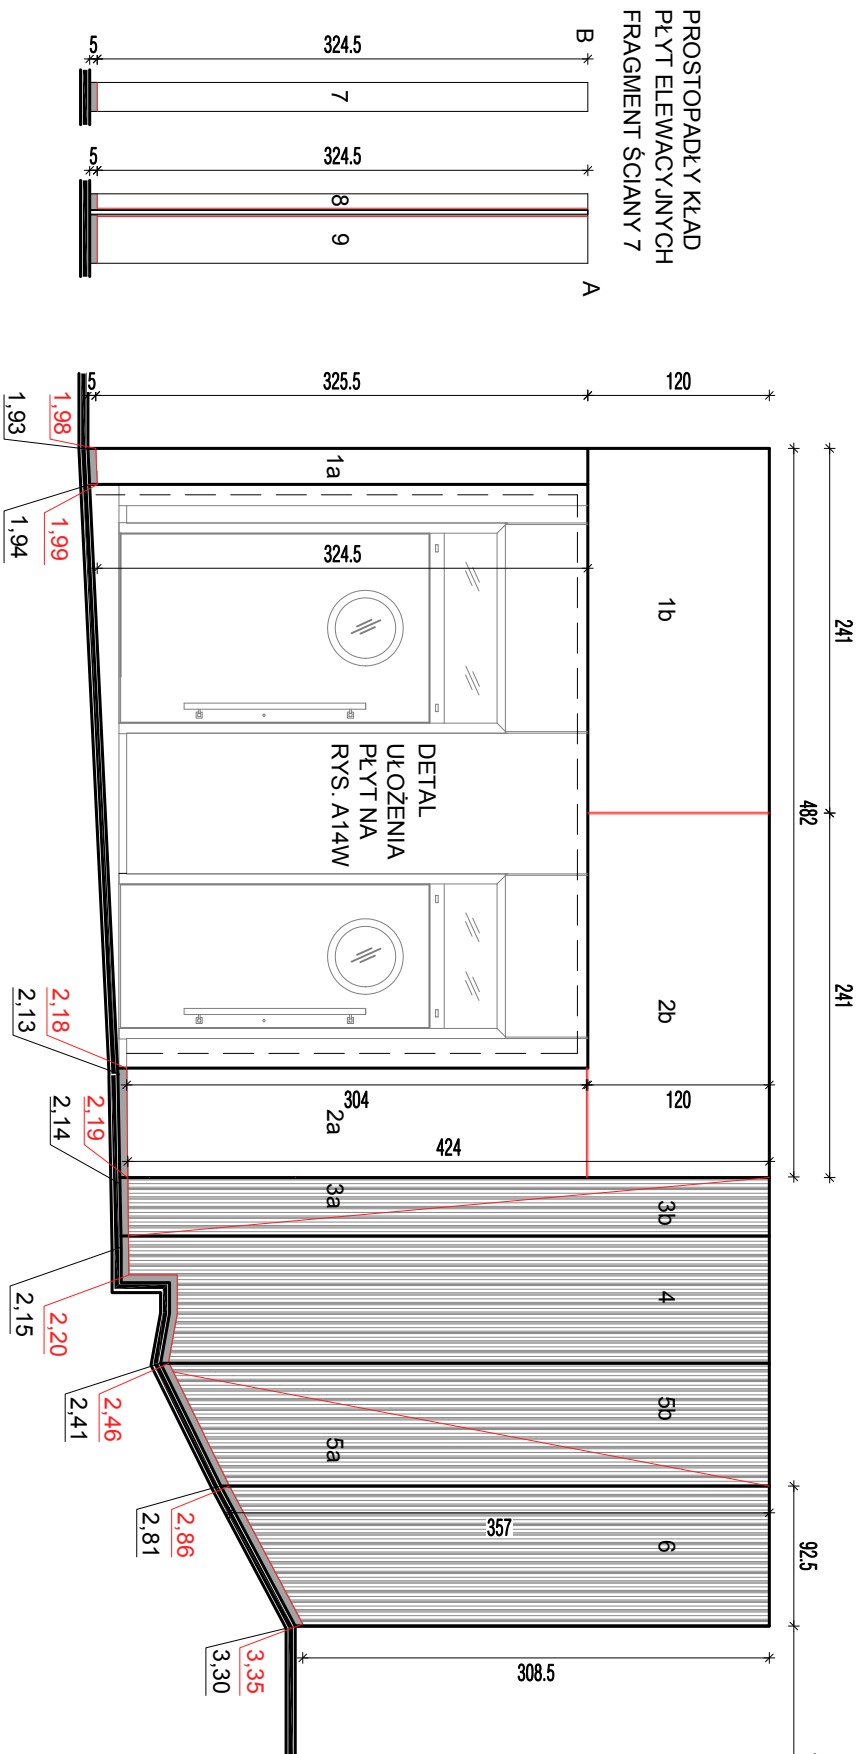 PROSTOPADŁY KŁAD
PŁYT ELEWACYJNYCH
FRAGMENT ŚCIANY 7
B
A
5
324.5
7
5
324.5
8
9
241
241
482
92.5
5
325.5
120
1a
1b
324.5
DETAL
UŁOŻENIA
PŁYT NA
RYS. A14W
2b
304
120
2a
424
3a
3b
4
5b
5a
357
6
308.5
1,98
1,93
1,99
1,94
2,18
2,13
2,19
2,14
2,20
2,15
2,46
2,41
2,86
2,81
3,35
3,30